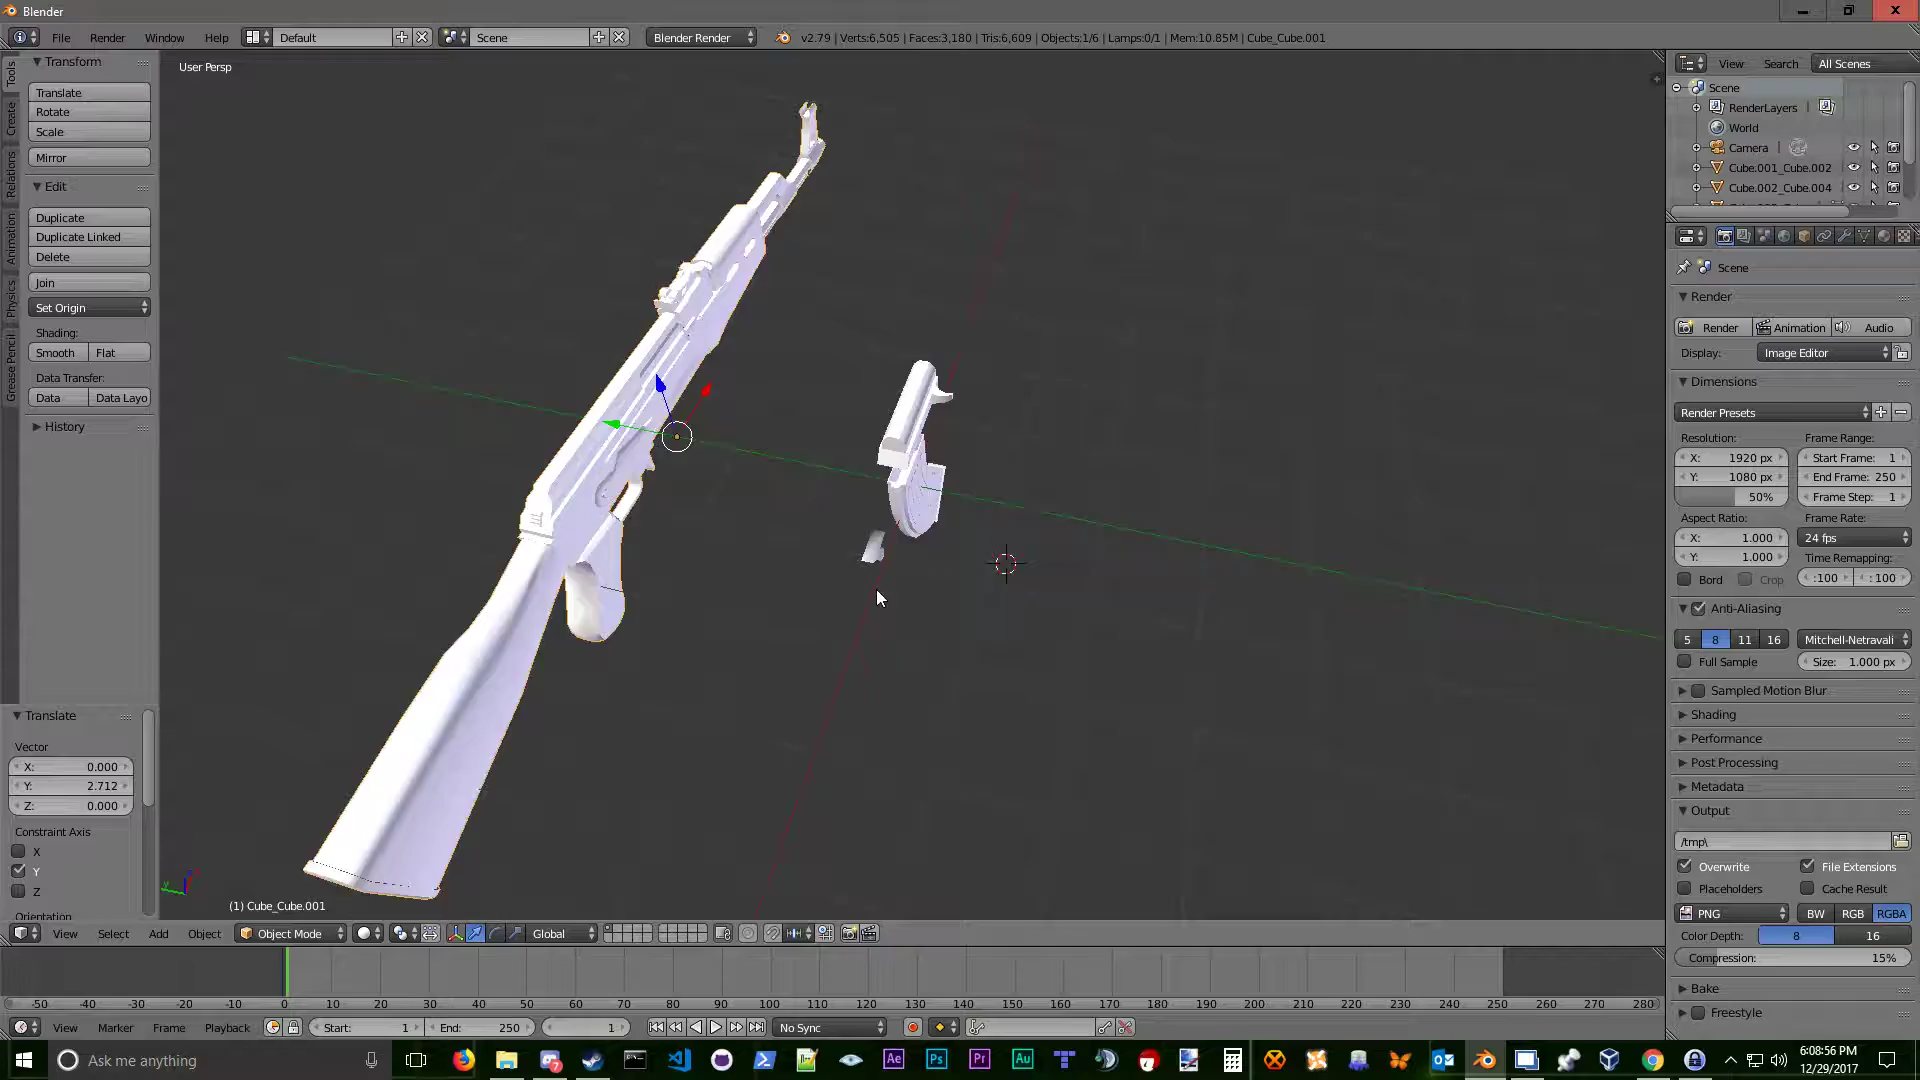 Blender
File Render Window Help Default Scene Blender Render v2.79 | Verts:6,505 | Faces:3,180 | Tris:6,609 | Objects:1/6 | Lamps:0/1 | Mem:10.85M | Cube_Cube.001
Tools
Create
Relations
Animation
Physics
Grease Pencil
Transform
Translate
Rotate
Scale
Mirror
Edit
Duplicate
Duplicate Linked
Delete
Join
Set Origin
Shading:
Smooth Flat
Data Transfer:
Data Data Layo
History
Translate
Vector
X: 0.000
Y: 2.712
Z: 0.000
Constraint Axis
X
Y
Z
Orientation
User Persp
(1) Cube_Cube.001
View Select Add Object Object Mode Global
View Search All Scenes
Scene
RenderLayers
World
Camera
Cube.001_Cube.002
Cube.002_Cube.004
Scene
Render
Render Animation Audio
Display: Image Editor
Dimensions
Render Presets
Resolution: Frame Range:
X: 1920 px Start Frame: 1
Y: 1080 px End Frame: 250
50% Frame Step: 1
Aspect Ratio: Frame Rate:
X: 1.000 24 fps
Y: 1.000 Time Remapping:
Bord Crop :100 :100
Anti-Aliasing
5 8 11 16 Mitchell-Netravali
Full Sample Size: 1.000 px
Sampled Motion Blur
Shading
Performance
Post Processing
Metadata
Output
/tmp\
Overwrite File Extensions
Placeholders Cache Result
PNG BW RGB RGBA
Color Depth: 8 16
Compression: 15%
Bake
Freestyle
-50 -40 -30 -20 -10 0 10 20 30 40 50 60 70 80 90 100 110 120 130 140 150 160 170 180 190 200 210 220 230 240 250 260 270 280
View Marker Frame Playback Start: 1 End: 250 1 No Sync
Ask me anything
Ae Ps Pr Au
6:08:56 PM
12/29/2017